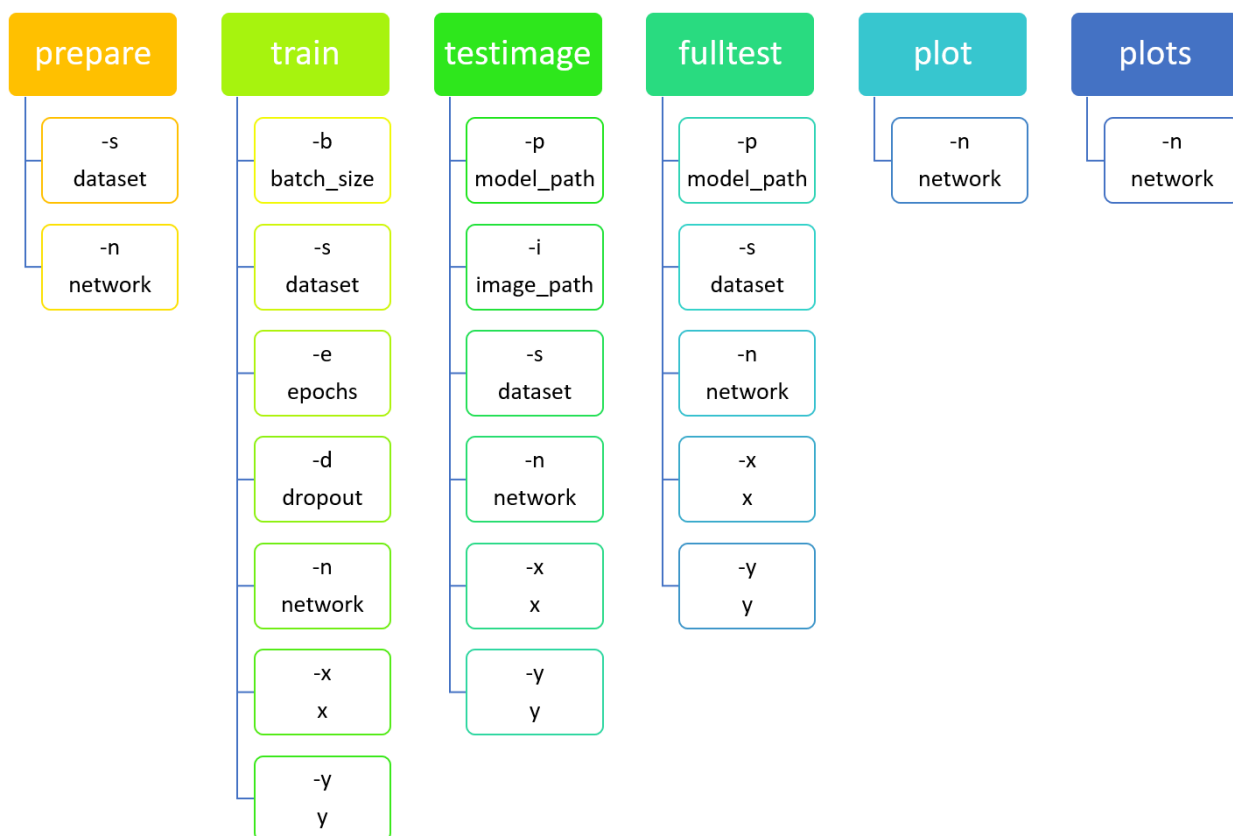 prepare
-s
dataset
-n
network
train
-b
batch_size
-s
dataset
-e
epochs
-d
dropout
-n
network
-x
x
-y
y
testimage
-p
model_path
-i
image_path
-s
dataset
-n
network
-x
x
-y
y
fulltest
-p
model_path
-s
dataset
-n
network
-x
x
-y
y
plot
-n
network
plots
-n
network